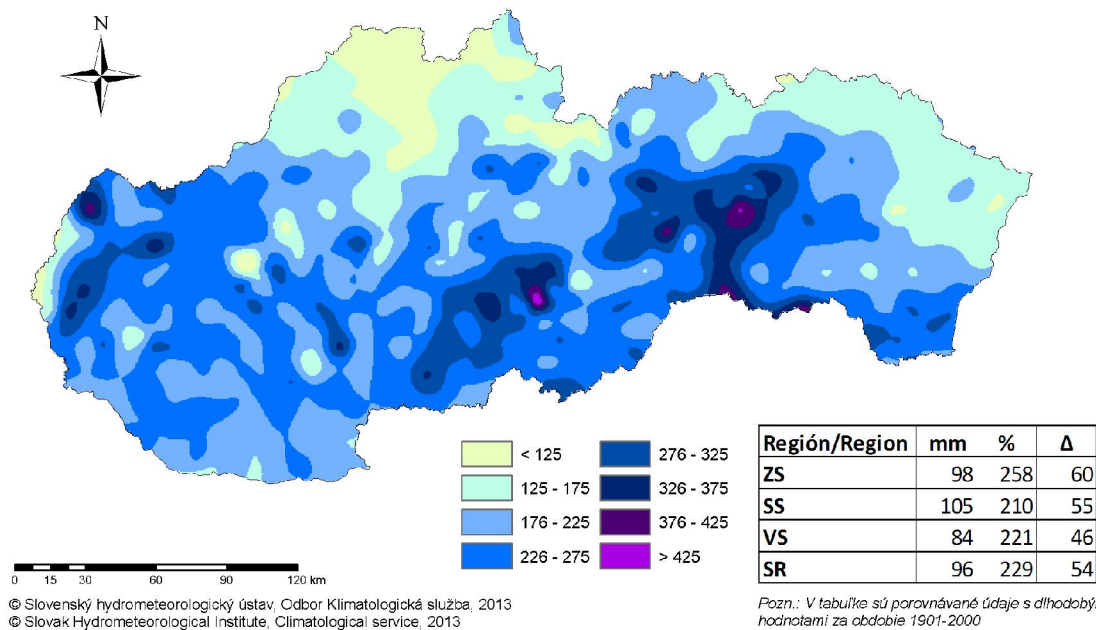 N
< 125
125 - 175
176 - 225
226 - 275
276 - 325
326 - 375
376 - 425
> 425
0 15 30 60 90 120 km
© Slovenský hydrometeorologický ústav, Odbor Klimatologická služba, 2013
© Slovak Hydrometeorological Institute, Climatological service, 2013
Región/Region mm % Δ
ZS 98 258 60
SS 105 210 55
VS 84 221 46
SR 96 229 54
Pozn.: V tabuľke sú porovnávané údaje s dlhodobý
hodnotami za obdobie 1901-2000